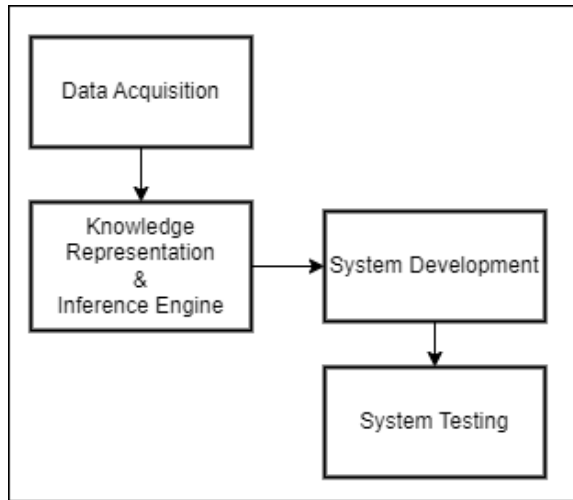 Data Acquisition
Knowledge
Representation
&
Inference Engine
System Development
System Testing